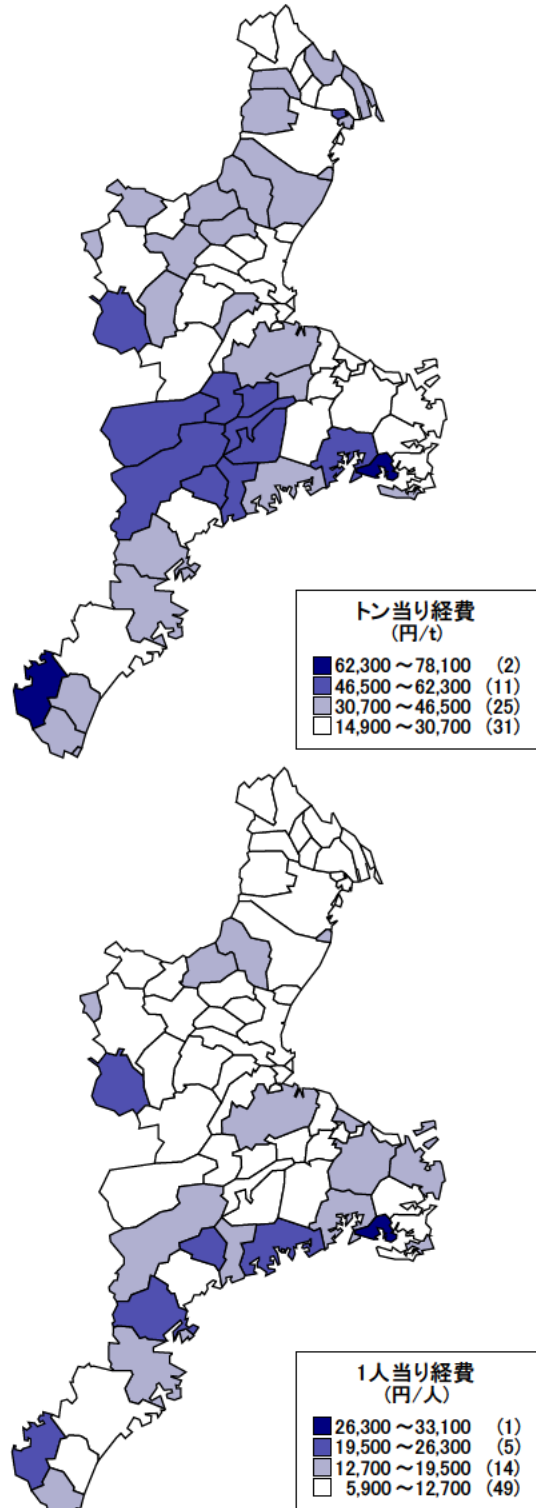 トン当り経費
(円/t)
62,300～78,100 (2)
46,500～62,300 (11)
30,700～46,500 (25)
14,900～30,700 (31)
1人当り経費
(円/人)
26,300～33,100 (1)
19,500～26,300 (5)
12,700～19,500 (14)
5,900～12,700 (49)